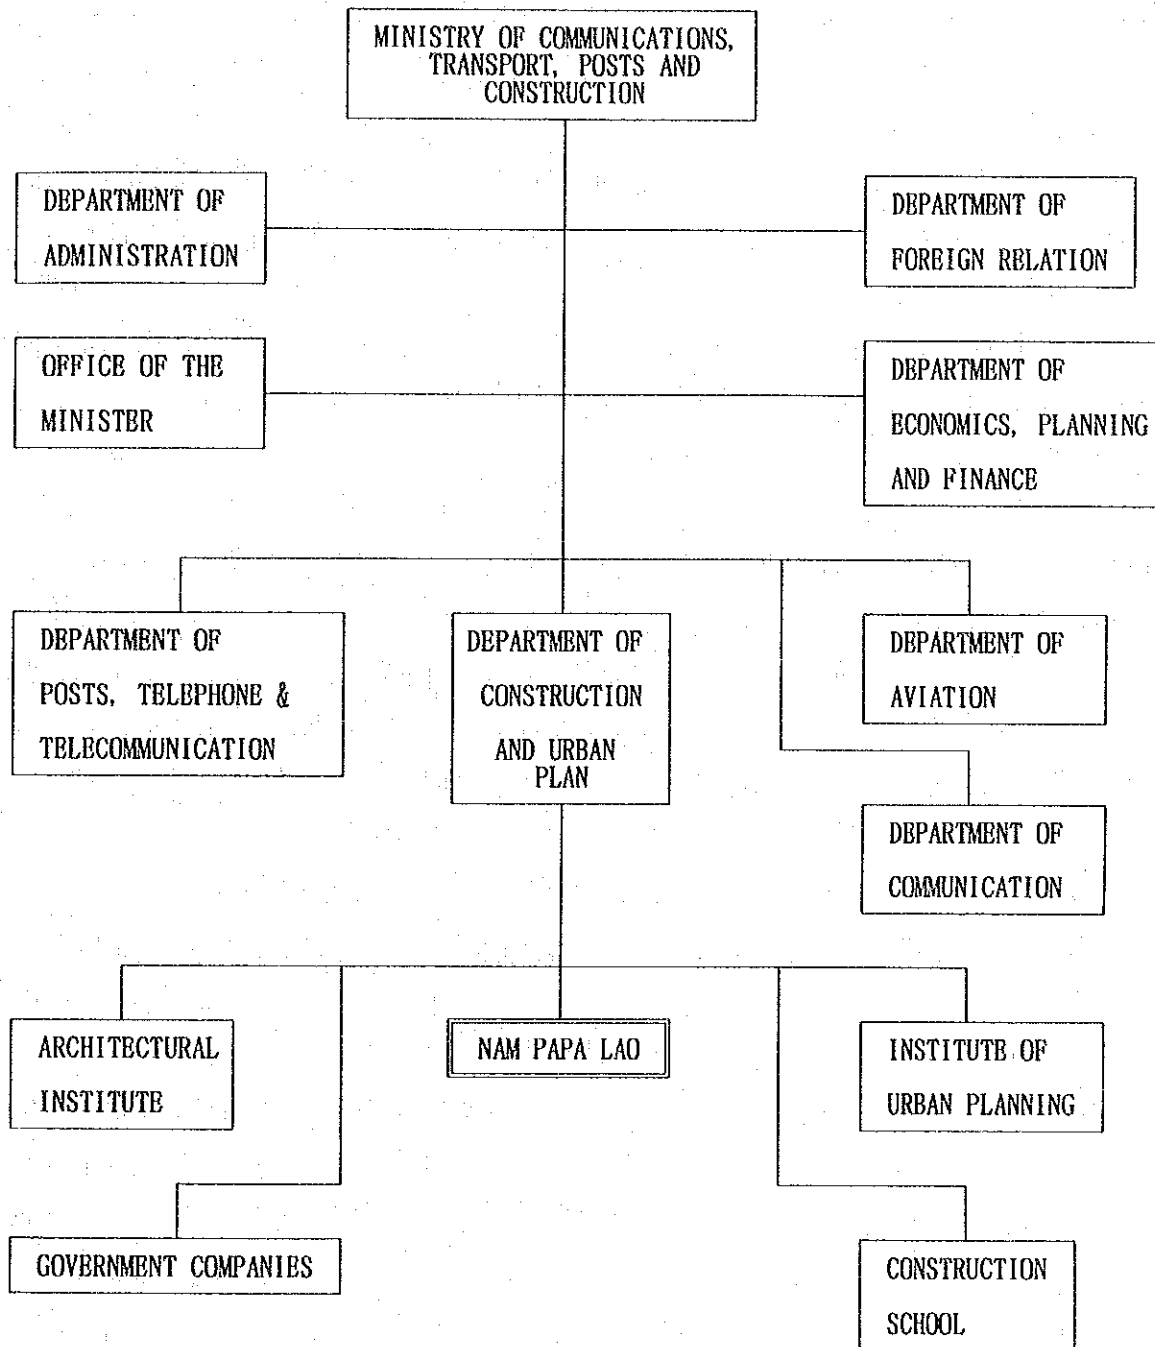 MINISTRY OF COMMUNICATIONS,
TRANSPORT, POSTS AND
CONSTRUCTION
DEPARTMENT OF
ADMINISTRATION
DEPARTMENT OF
FOREIGN RELATION
OFFICE OF THE
MINISTER
DEPARTMENT OF
ECONOMICS, PLANNING
AND FINANCE
DEPARTMENT OF
POSTS, TELEPHONE &
TELECOMMUNICATION
DEPARTMENT OF
CONSTRUCTION
AND URBAN
PLAN
DEPARTMENT OF
AVIATION
DEPARTMENT OF
COMMUNICATION
ARCHITECTURAL
INSTITUTE
NAM PAPA LAO
INSTITUTE OF
URBAN PLANNING
GOVERNMENT COMPANIES
CONSTRUCTION
SCHOOL